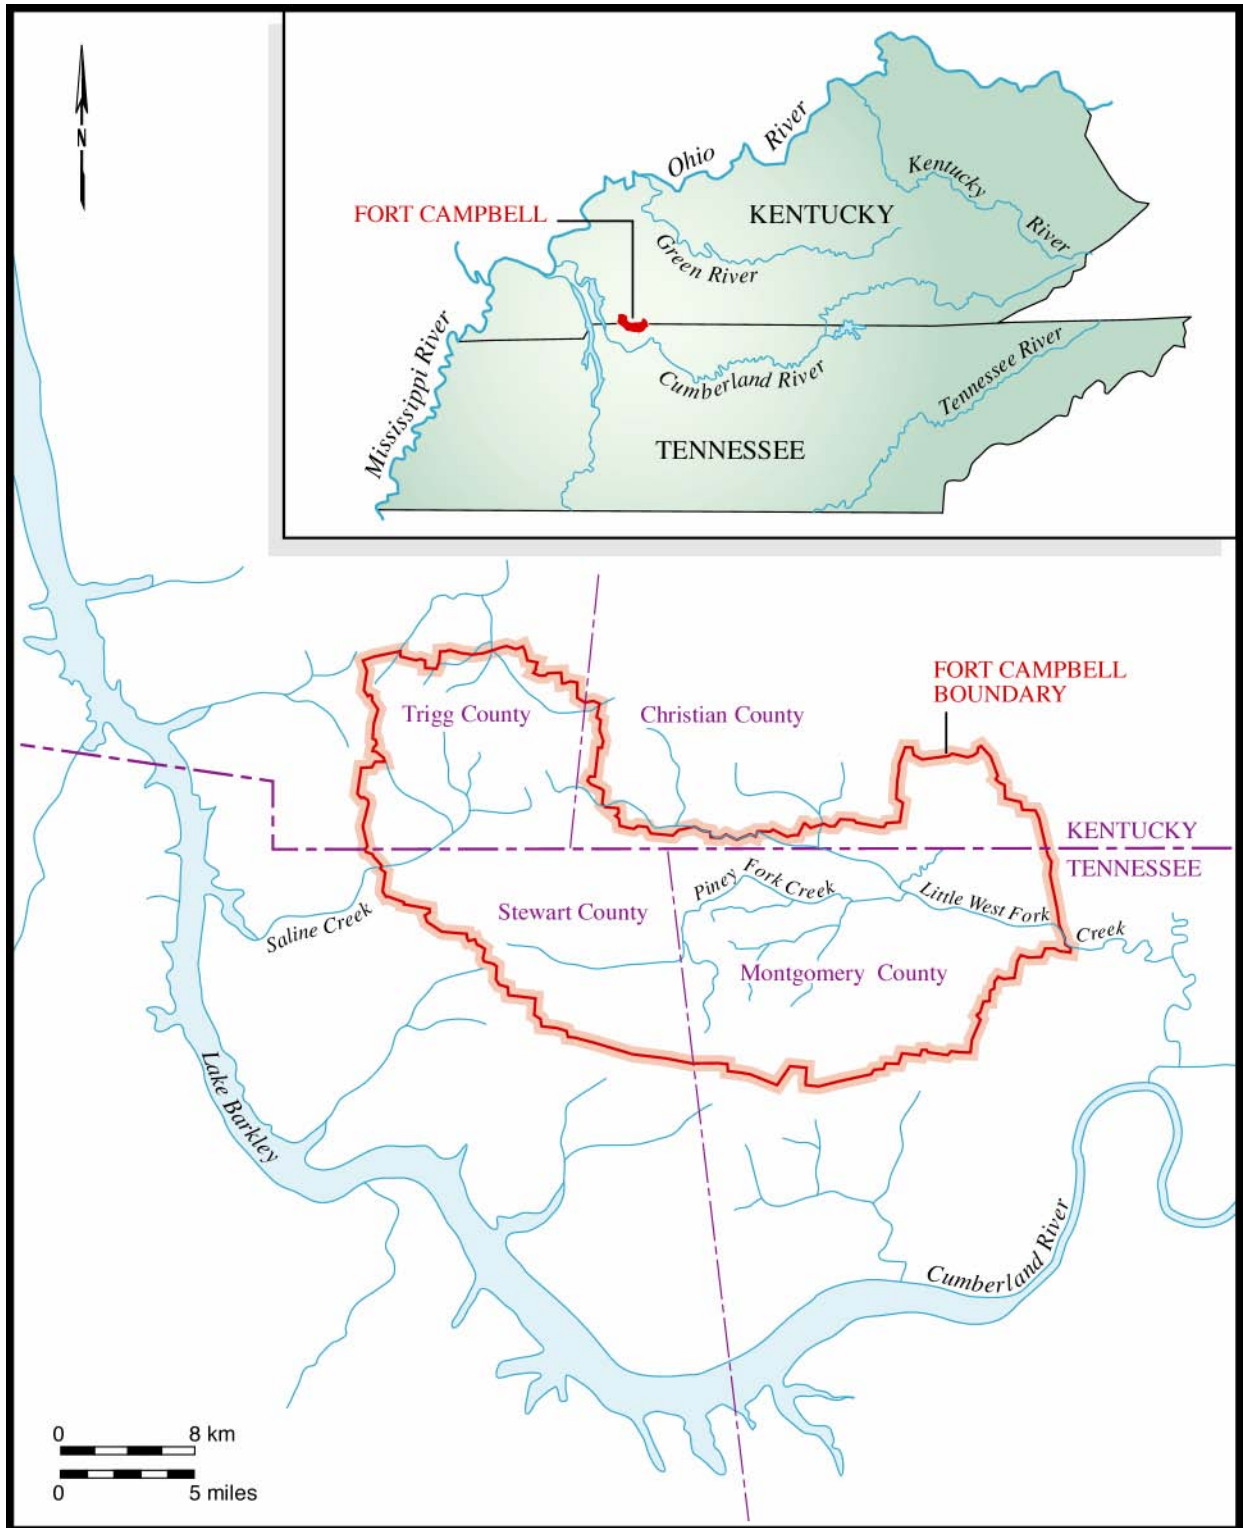 N
Ohio River
Kentucky River
FORT CAMPBELL
KENTUCKY
Green River
Mississippi River
Cumberland River
Tennessee River
TENNESSEE
FORT CAMPBELL
BOUNDARY
Trigg County
Christian County
KENTUCKY
TENNESSEE
Piney Fork Creek
Little West Fork Creek
Stewart County
Saline Creek
Montgomery County
Lake Barkley
Cumberland River
0 8 km
0 5 miles